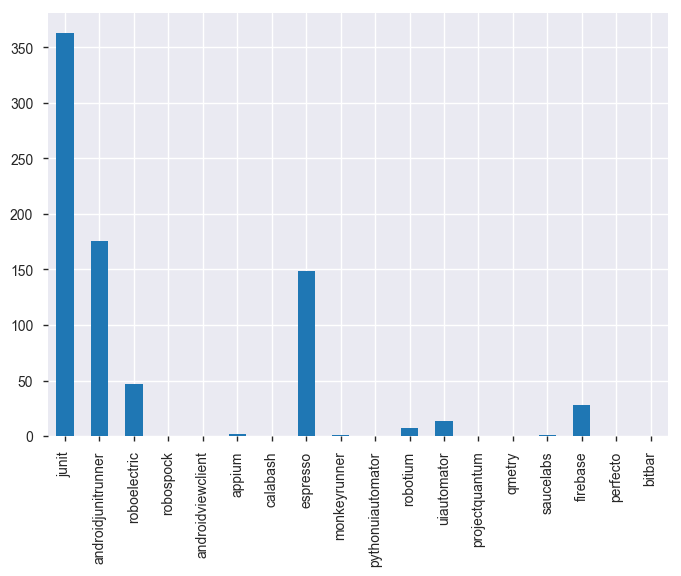 350
300
250
200
150
100
50
0
junit
androidjunitrunner
roboelectric
robospock
androidviewclient
appium
calabash
espresso
monkeyrunner
pythonuiautomator
robotium
uiautomator
projectquantum
qmetry
saucelabs
firebase
perfecto
bitbar